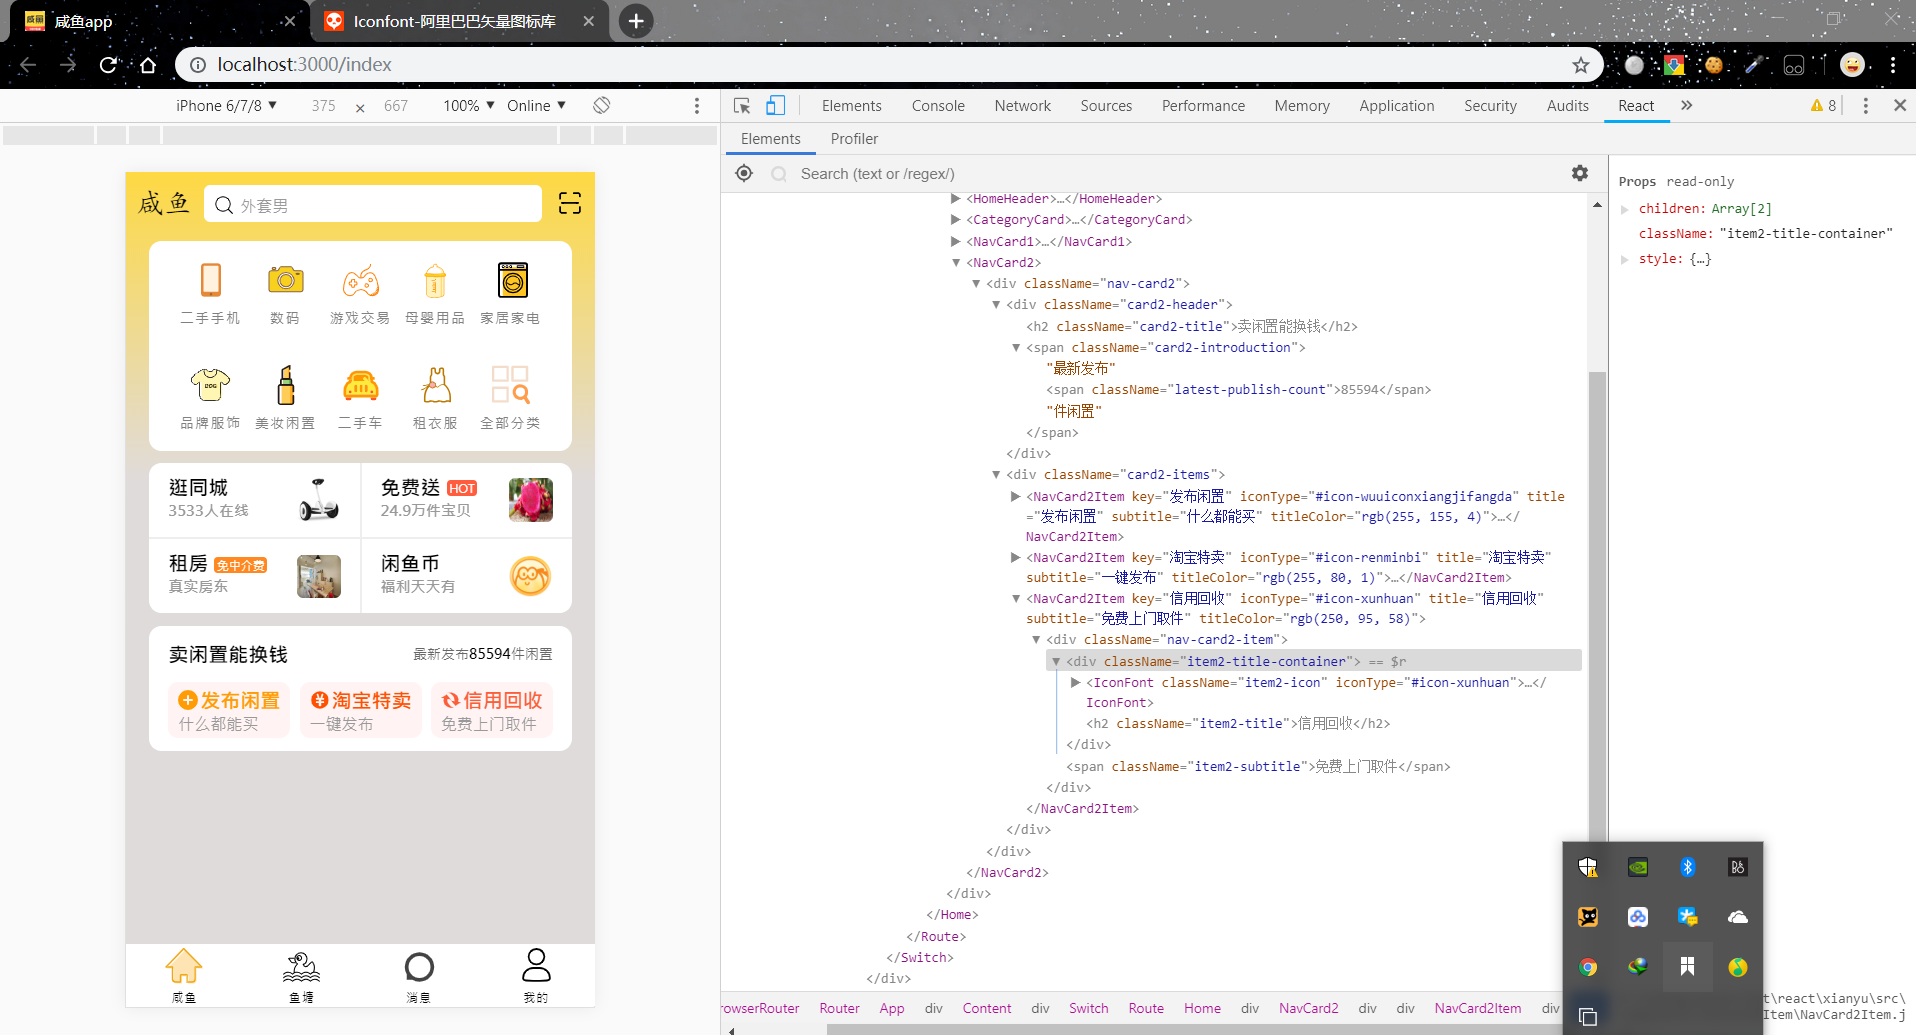 咸鱼app
Iconfont-阿里巴巴矢量图标库
localhost:3000/index
iPhone 6/7/8 ▼ 375 × 667 100% ▼ Online ▼
Elements Console Network Sources Performance Memory Application Security Audits React » 8
Elements Profiler
Search (text or /regex/)
咸鱼 外套男
二手手机 数码 游戏交易 母婴用品 家居家电
品牌服饰 美妆闲置 二手车 租衣服 全部分类
逛同城
3533人在线
免费送 HOT
24.9万件宝贝
租房 免中介费
真实房东
闲鱼币
福利天天有
卖闲置能换钱 最新发布85594件闲置
发布闲置 淘宝特卖 信用回收
什么都能买 一键发布 免费上门取件
咸鱼 鱼塘 消息 我的
▶ <HomeHeader>…</HomeHeader>
▶ <CategoryCard>…</CategoryCard>
▶ <NavCard1>…</NavCard1>
▼ <NavCard2>
▼ <div className="nav-card2">
▼ <div className="card2-header">
<h2 className="card2-title">卖闲置能换钱</h2>
▼ <span className="card2-introduction">
"最新发布"
<span className="latest-publish-count">85594</span>
"件闲置"
</span>
</div>
▼ <div className="card2-items">
▶ <NavCard2Item key="发布闲置" iconType="#icon-wuuiconxiangjifangda" title
="发布闲置" subtitle="什么都能买" titleColor="rgb(255, 155, 4)">…</
NavCard2Item>
▶ <NavCard2Item key="淘宝特卖" iconType="#icon-renminbi" title="淘宝特卖"
subtitle="一键发布" titleColor="rgb(255, 80, 1)">…</NavCard2Item>
▼ <NavCard2Item key="信用回收" iconType="#icon-xunhuan" title="信用回收"
subtitle="免费上门取件" titleColor="rgb(250, 95, 58)">
▼ <div className="nav-card2-item">
▼ <div className="item2-title-container"> == $r
▶ <IconFont className="item2-icon" iconType="#icon-xunhuan">…</
IconFont>
<h2 className="item2-title">信用回收</h2>
</div>
<span className="item2-subtitle">免费上门取件</span>
</div>
</NavCard2Item>
</div>
</div>
</NavCard2>
</div>
</Home>
</Route>
</Switch>
</div>
rowserRouter Router App div Content div Switch Route Home div NavCard2 div NavCard2Item div
Props read-only
▶ children: Array[2]
className: "item2-title-container"
▶ style: {…}
t\react\xianyu\src\
Item\NavCard2Item.j